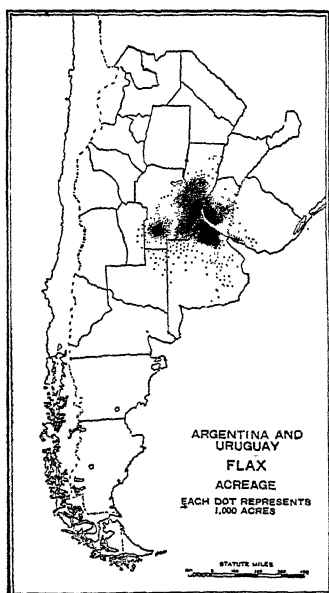 ARGENTINA AND
URUGUAY
FLAX
ACREAGE
EACH DOT REPRESENTS
1,000 ACRES
STATUTE MILES